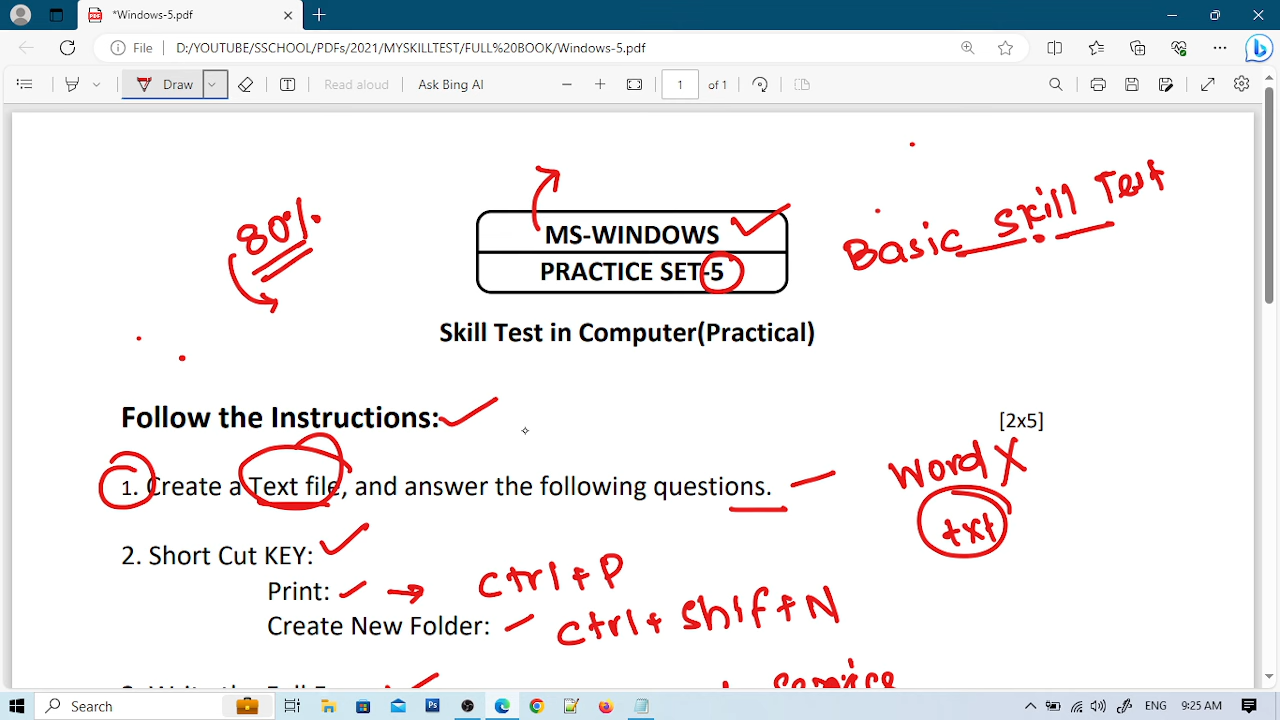 *Windows-5.pdf
File D:/YOUTUBE/SSCHOOL/PDFs/2021/MYSKILLTEST/FULL%20BOOK/Windows-5.pdf
Draw Read aloud Ask Bing AI 1 of 1
80%
MS-WINDOWS
PRACTICE SET-5
Basic Skill Test
Skill Test in Computer(Practical)
Follow the Instructions: [2x5]
Word X
1. Create a Text file, and answer the following questions.
txt
2. Short Cut KEY:
Print: → Ctrl + P
Create New Folder: Ctrl + Shif + N
Service
Search ENG 9:25 AM